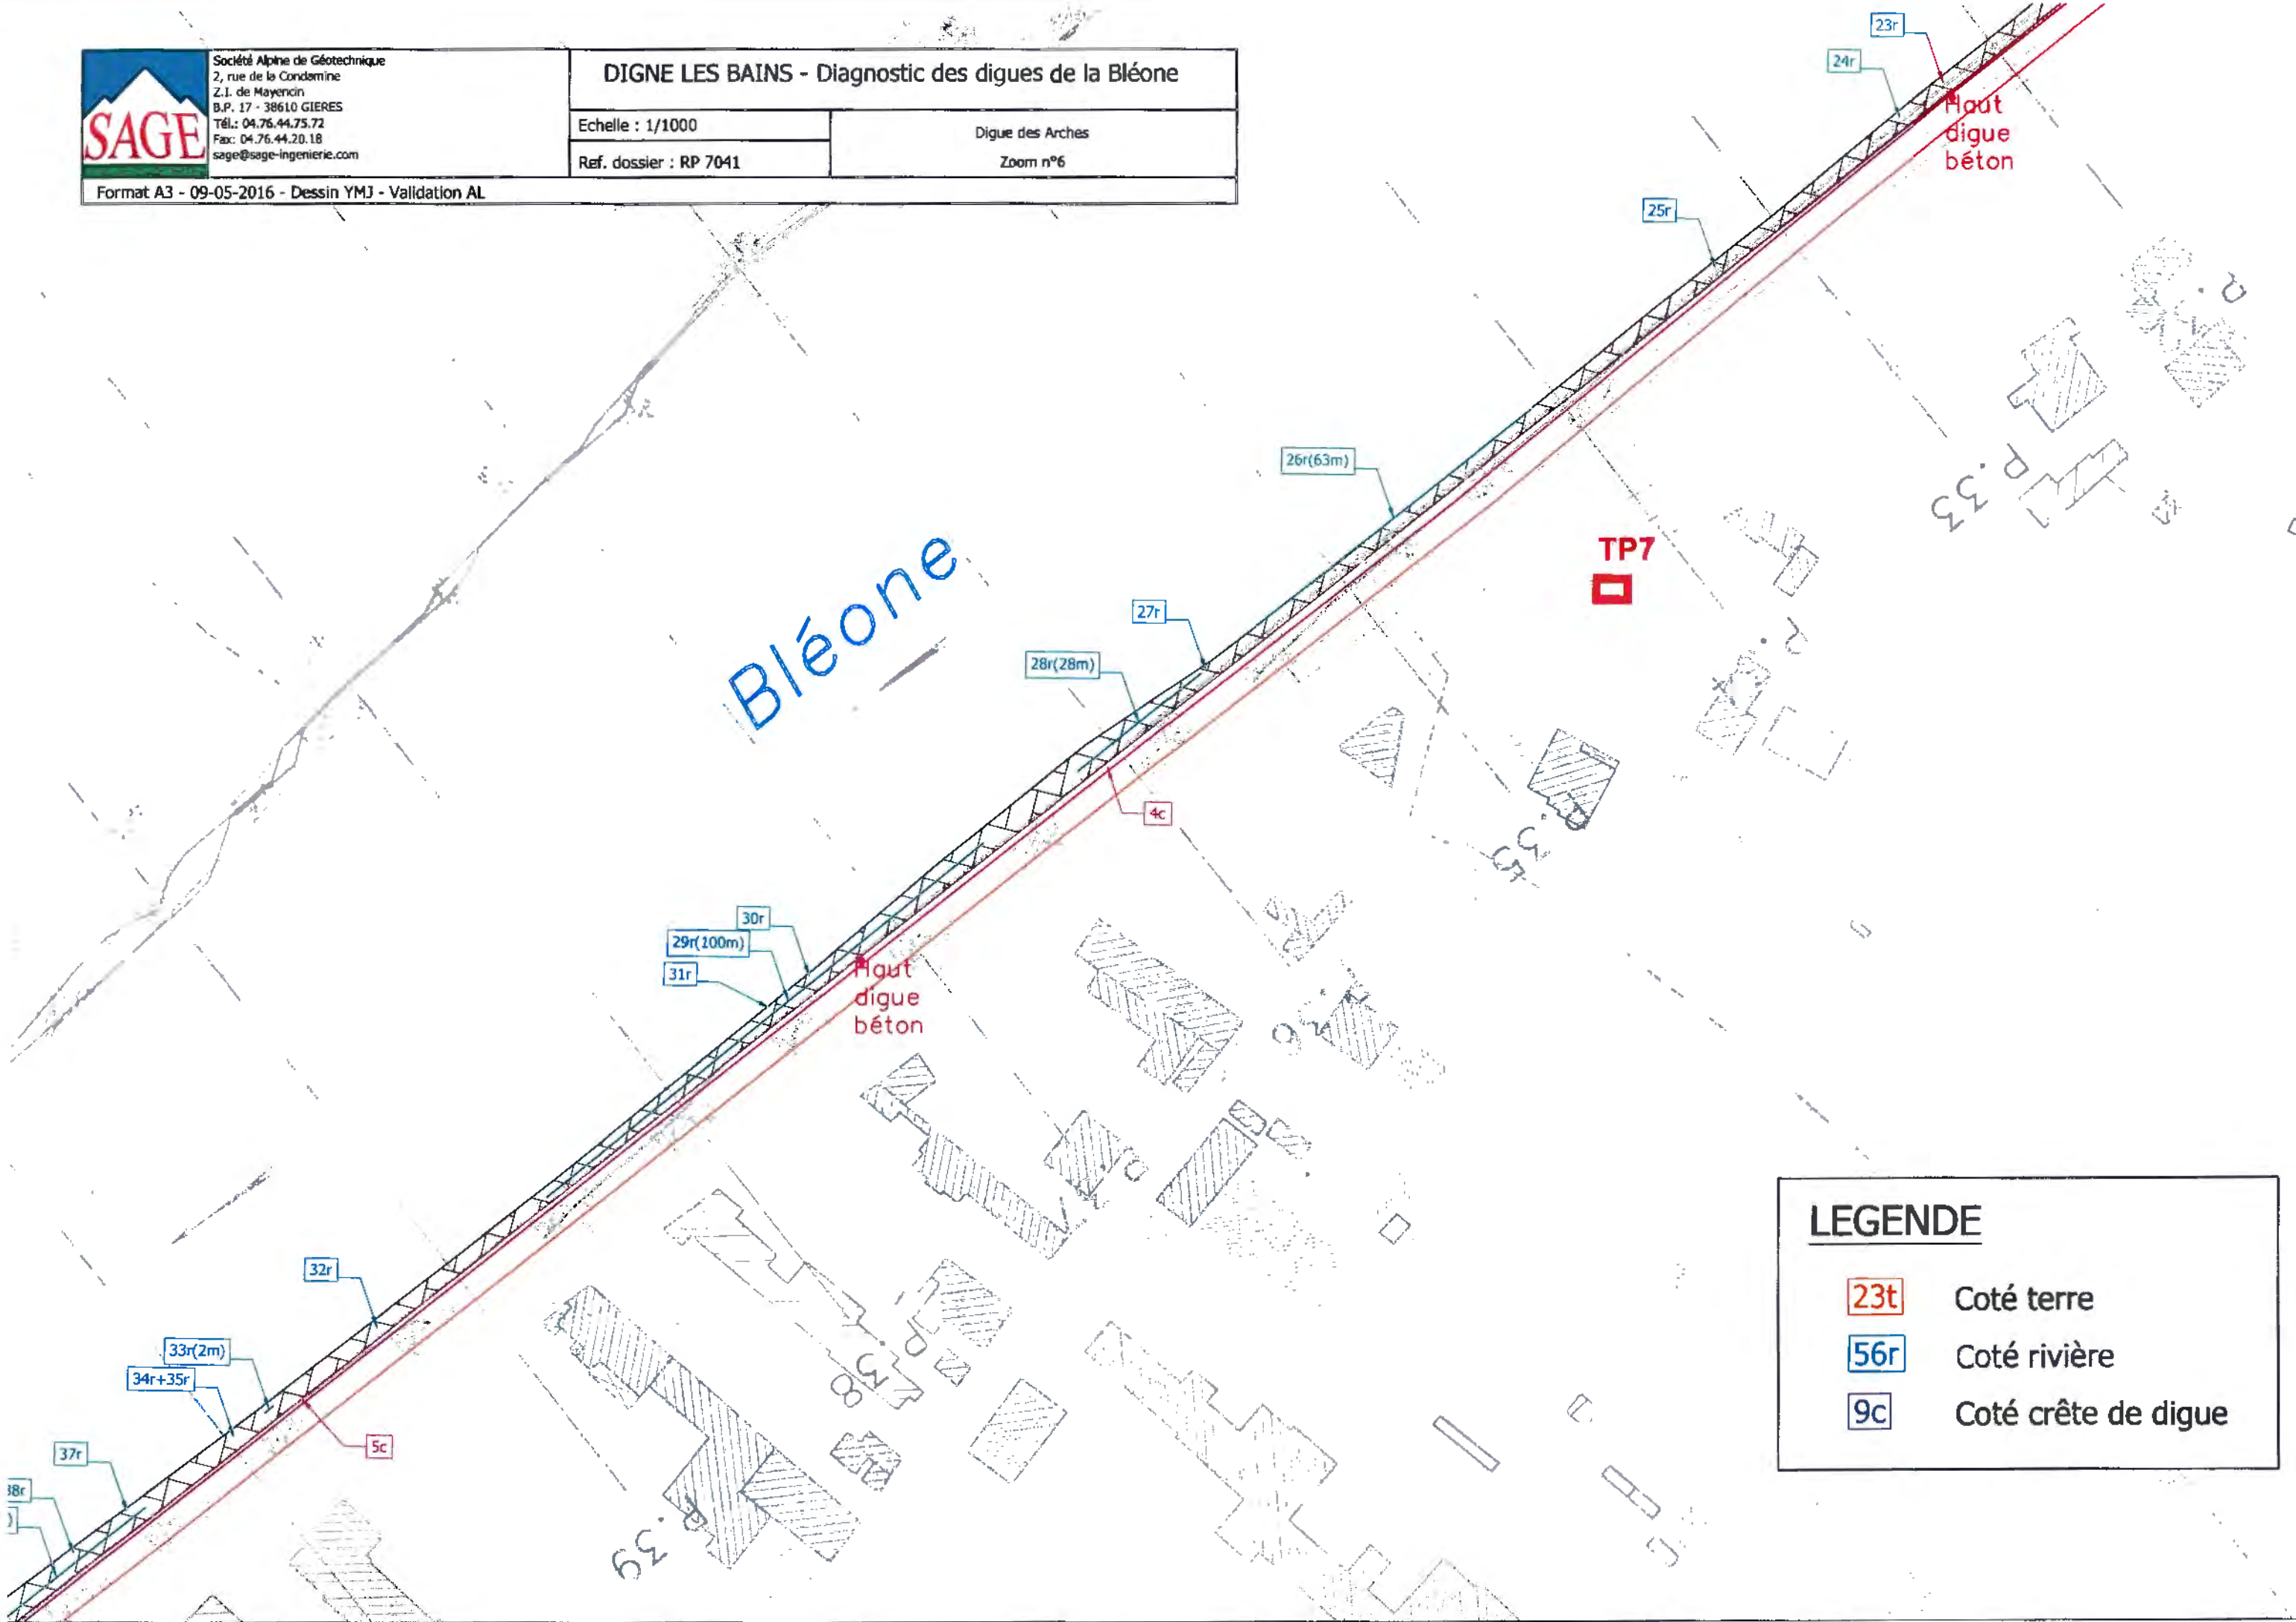 SAGE
Société Alpine de Géotechnique
2, rue de la Condamine
Z.I. de Mayencin
B.P. 17 - 38610 GIERES
Tél.: 04.76.44.75.72
Fax: 04.76.44.20.18
sage@sage-ingenierie.com
DIGNE LES BAINS - Diagnostic des digues de la Bléone
Echelle : 1/1000
Ref. dossier : RP 7041
Digue des Arches
Zoom n°6
Format A3 - 09-05-2016 - Dessin YMJ - Validation AL
23r
24r
Haut
digue
béton
25r
26r(63m)
P.33
TP7
Bléone
27r
28r(28m)
4c
P.35
30r
29r(100m)
31r
Haut
digue
béton
32r
33r(2m)
34r+35r
5c
37r
38r
P.38
P.39
LEGENDE
23t Coté terre
56r Coté rivière
9c Coté crête de digue